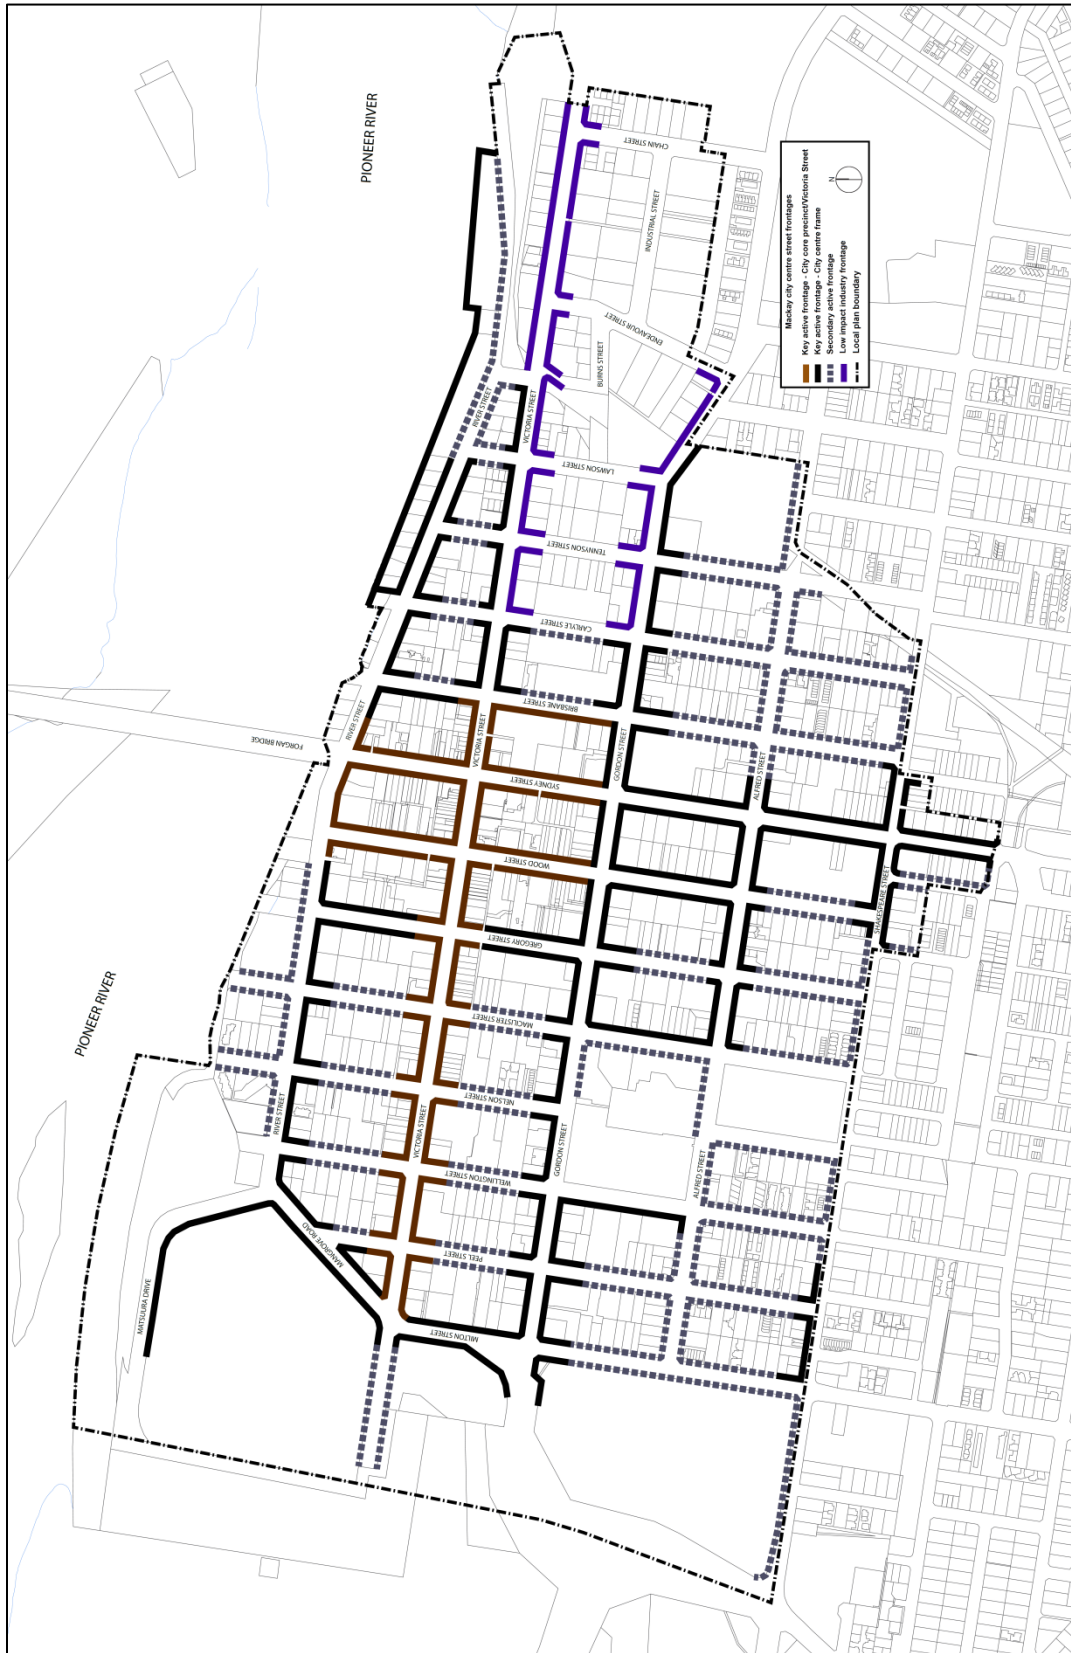 PIONEER RIVER
PIONEER RIVER
FORGAN BRIDGE
CHAIN STREET
INDUSTRIAL STREET
ENDEAVOUR STREET
BURNS STREET
RIVER STREET
VICTORIA STREET
LAWSON STREET
TENNYSON STREET
CARLYLE STREET
BRISBANE STREET
RIVER STREET
VICTORIA STREET
SYDNEY STREET
GORDON STREET
ALFRED STREET
WOOD STREET
SHAKESPEARE STREET
GREGORY STREET
MACALISTER STREET
NELSON STREET
RIVER STREET
VICTORIA STREET
GORDON STREET
WELLINGTON STREET
ALFRED STREET
PEEL STREET
MANGROVE ROAD
MATSUURA DRIVE
MILTON STREET
Mackay city centre street frontages
Key active frontage - City core precinct/Victoria Street
Key active frontage - City centre frame
Secondary active frontage
Low impact industry frontage
Local plan boundary
N